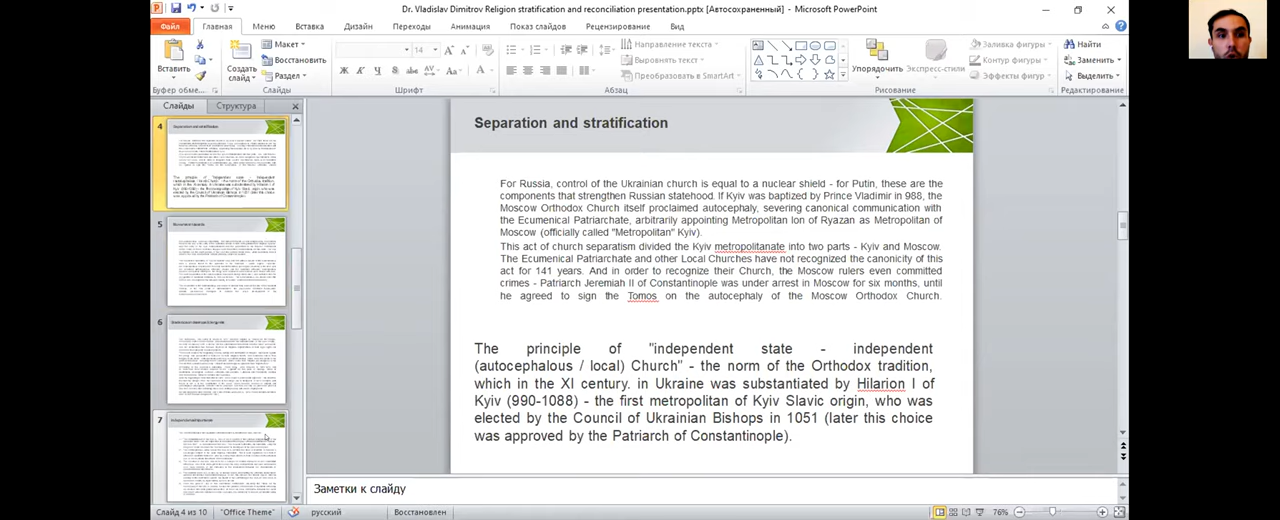 Dr. Vladislav Dimitrov Religion stratification and reconciliation presentation.pptx [Автосохраненный] - Microsoft PowerPoint
Файл Главная Меню Вставка Дизайн Переходы Анимация Показ слайдов Рецензирование Вид
Вставить
Буфер обме...
Создать слайд
Макет
Восстановить
Раздел
Слайды
14
Ж К Ч S abc AV Aa А
Шрифт
Направление текста
Выровнять текст
Преобразовать в SmartArt
Абзац
Упорядочить
Экспресс-стили
Заливка фигуры
Контур фигуры
Эффекты фигур
Рисование
Найти
Заменить
Выделить
Редактирование
Слайды Структура
4
5
6
7
Separation and stratification
For Russia, control of the Ukrainian church is equal to a nuclear shield - for Putin, these are the
components that strengthen Russian statehood. If Kyiv was baptized by Prince Vladimir in 988, the
Moscow Orthodox Church itself proclaimed autocephaly, severing canonical communication with
the Ecumenical Patriarchate, arbitrarily appointing Metropolitan Ion of Ryazan as Metropolitan of
Moscow (officially called "Metropolitan" Kyiv).
This act of church separation split the Kyiv metropolitanate into two parts - Kyiv and Moscow.
The Ecumenical Patriarchate and other Local Churches have not recognized the canonicity of this
act for 141 years. And in order to recognize their Church, the Moscow rulers even committed
crimes - Patriarch Jeremiah II of Constantinople was under arrest in Moscow for six months, until
he agreed to sign the Tomos on the autocephaly of the Moscow Orthodox Church.
The principle of "Independent state - independent
(autocephalous / local) Church" - the norm of the Orthodox tradition,
which in the XI century in Ukraine was substantiated by Hilarion I of
Kyiv (990-1088) - the first metropolitan of Kyiv Slavic origin, who was
elected by the Council of Ukrainian Bishops in 1051 (later the choice
was approved by the Patriarch of Constantinople).
Заметки к слайду
Слайд 4 из 10 "Office Theme" русский Восстановлен 76%